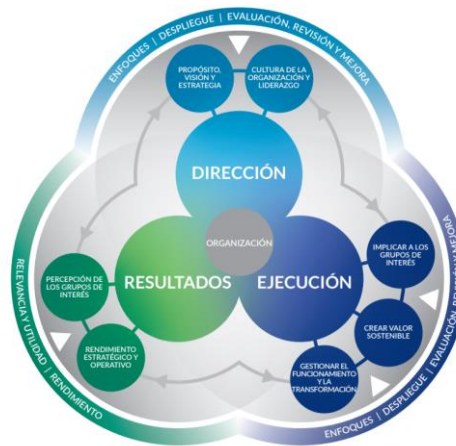 ENFOQUES | DESPLIEGUE | EVALUACIÓN, REVISIÓN Y MEJORA
PROPÓSITO,
VISIÓN Y
ESTRATEGIA
CULTURA DE LA
ORGANIZACIÓN Y
LIDERAZGO
DIRECCIÓN
ORGANIZACIÓN
RESULTADOS
EJECUCIÓN
PERCEPCIÓN
DE LOS GRUPOS DE
INTERÉS
RENDIMIENTO
ESTRATÉGICO Y
OPERATIVO
IMPLICAR A LOS
GRUPOS DE
INTERÉS
CREAR VALOR
SOSTENIBLE
GESTIONAR EL
FUNCIONAMIENTO
Y LA
TRANSFORMACIÓN
RELEVANCIA Y UTILIDAD | RENDIMIENTO
ENFOQUES | DESPLIEGUE | EVALUACIÓN, REVISIÓN Y MEJORA